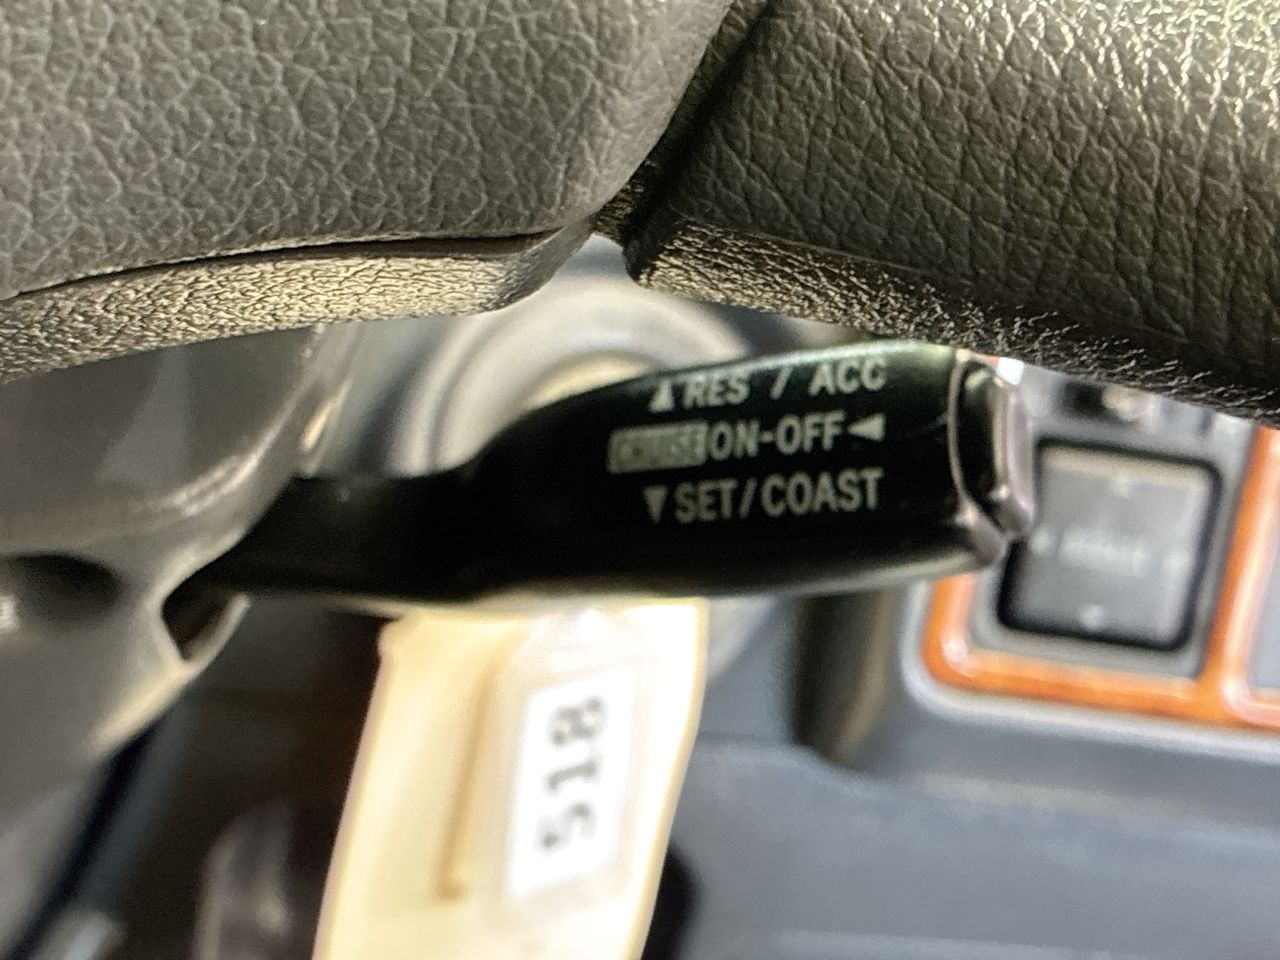 ▲ RES / ACC
CRUISE ON-OFF ◀
▼ SET/COAST
518